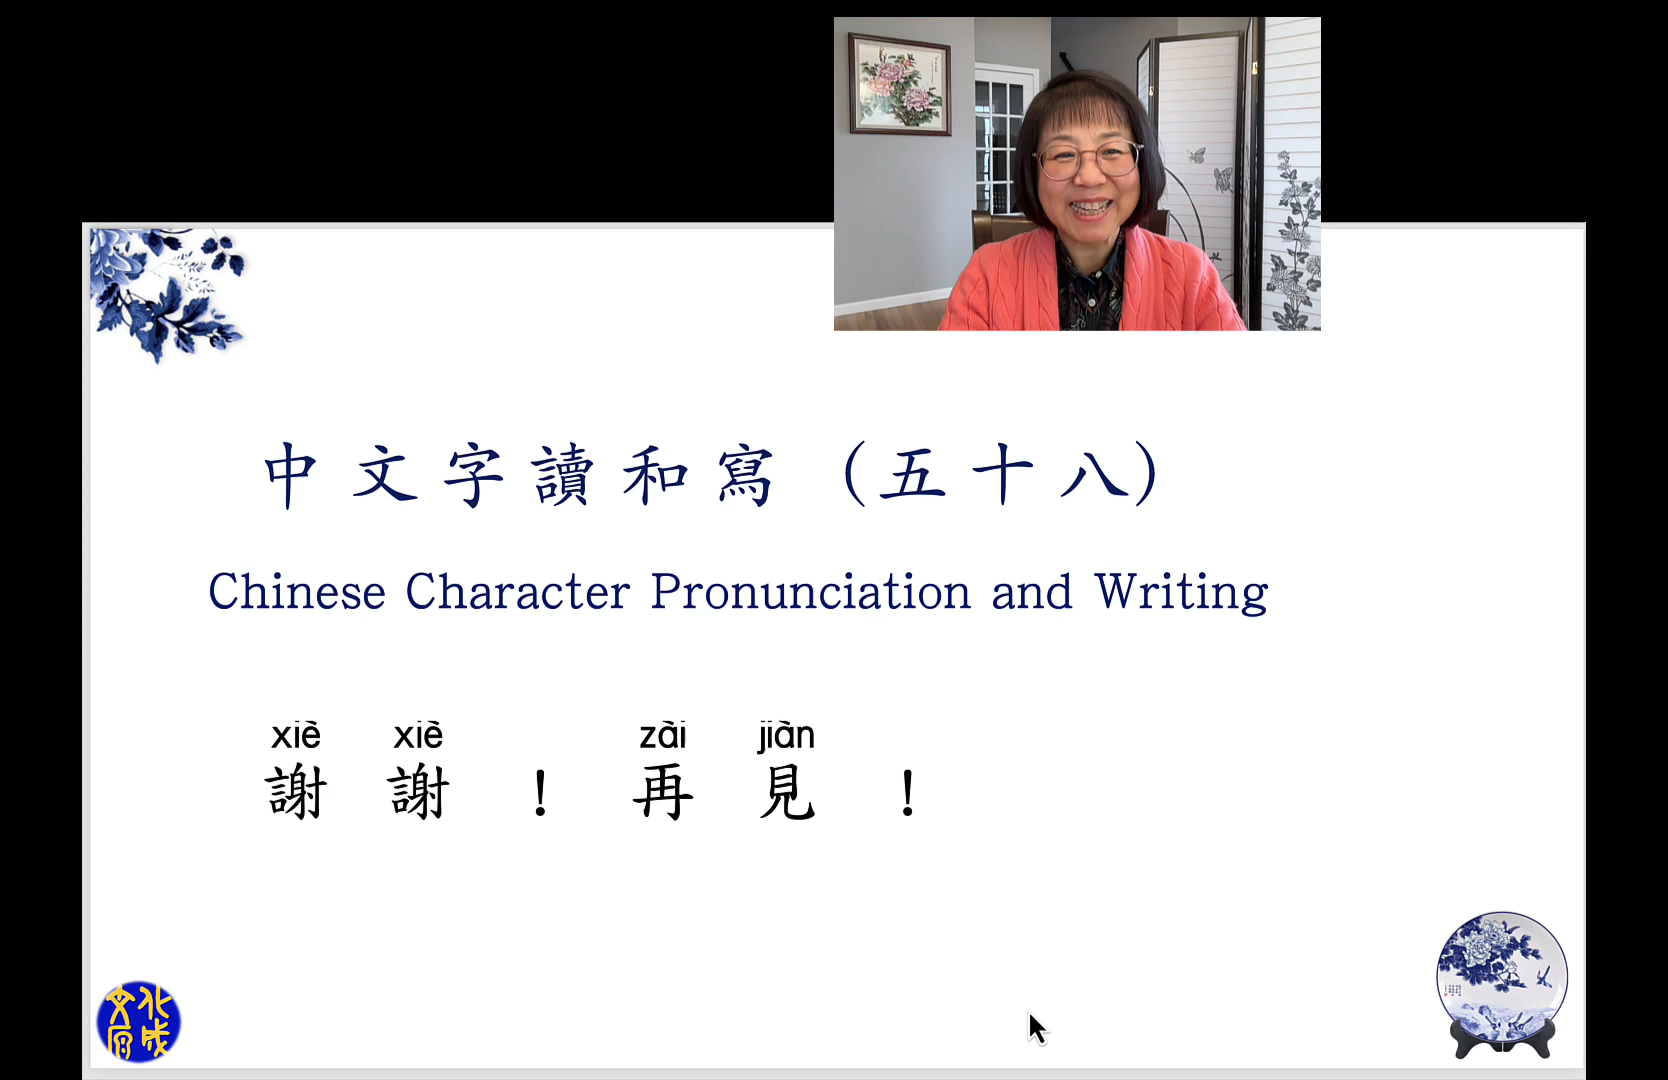 中文字讀和寫（五十八）
Chinese Character Pronunciation and Writing
xiè xiè zài jiàn
謝謝！再見！